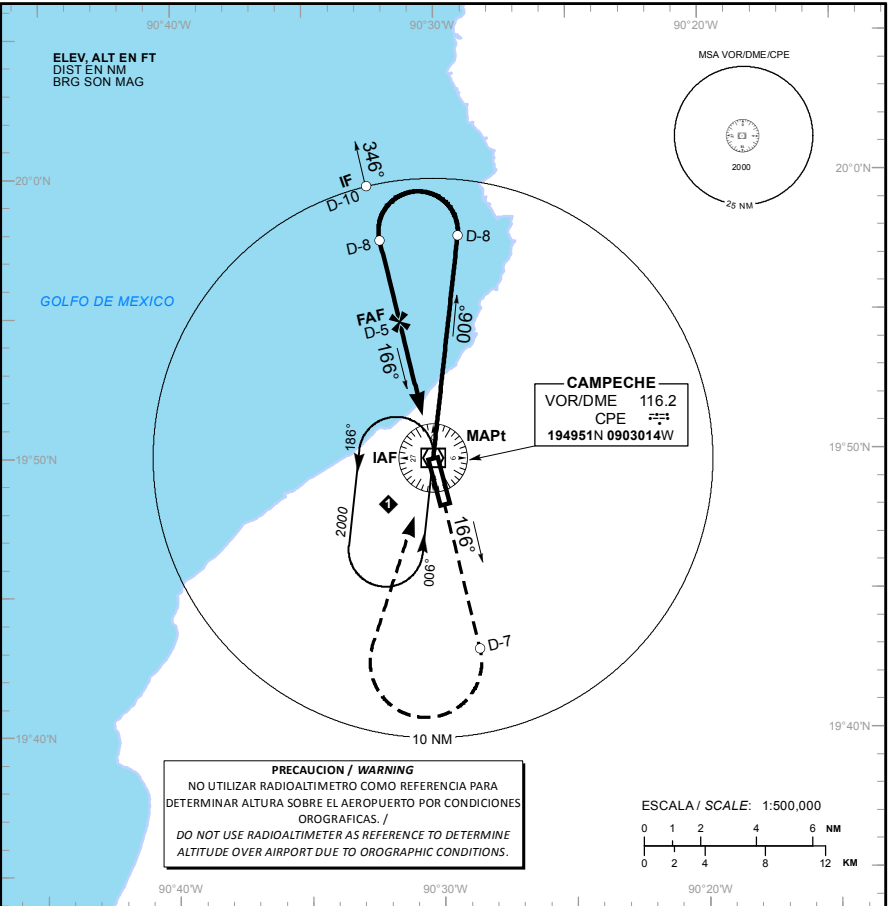 90°40'W 90°30'W 90°20'W
ELEV, ALT EN FT
DIST EN NM
BRG SON MAG
MSA VOR/DME/CPE
2000
25 NM
20°0'N 20°0'N
346°
IF
D-10
D-8 D-8
GOLFO DE MEXICO
FAF
D-5
006°
166°
CAMPECHE
VOR/DME 116.2
CPE
194951N 0903014W
186°
MAPt
IAF
27 9
19°50'N 19°50'N
1
2000
166°
006°
D-7
19°40'N 19°40'N
10 NM
PRECAUCION / WARNING
NO UTILIZAR RADIOALTIMETRO COMO REFERENCIA PARA
DETERMINAR ALTURA SOBRE EL AEROPUERTO POR CONDICIONES
OROGRAFICAS. /
DO NOT USE RADIOALTIMETER AS REFERENCE TO DETERMINE
ALTITUDE OVER AIRPORT DUE TO OROGRAPHIC CONDITIONS.
ESCALA / SCALE: 1:500,000
0 1 2 4 6 NM
0 2 4 8 12 KM
90°40'W 90°30'W 90°20'W